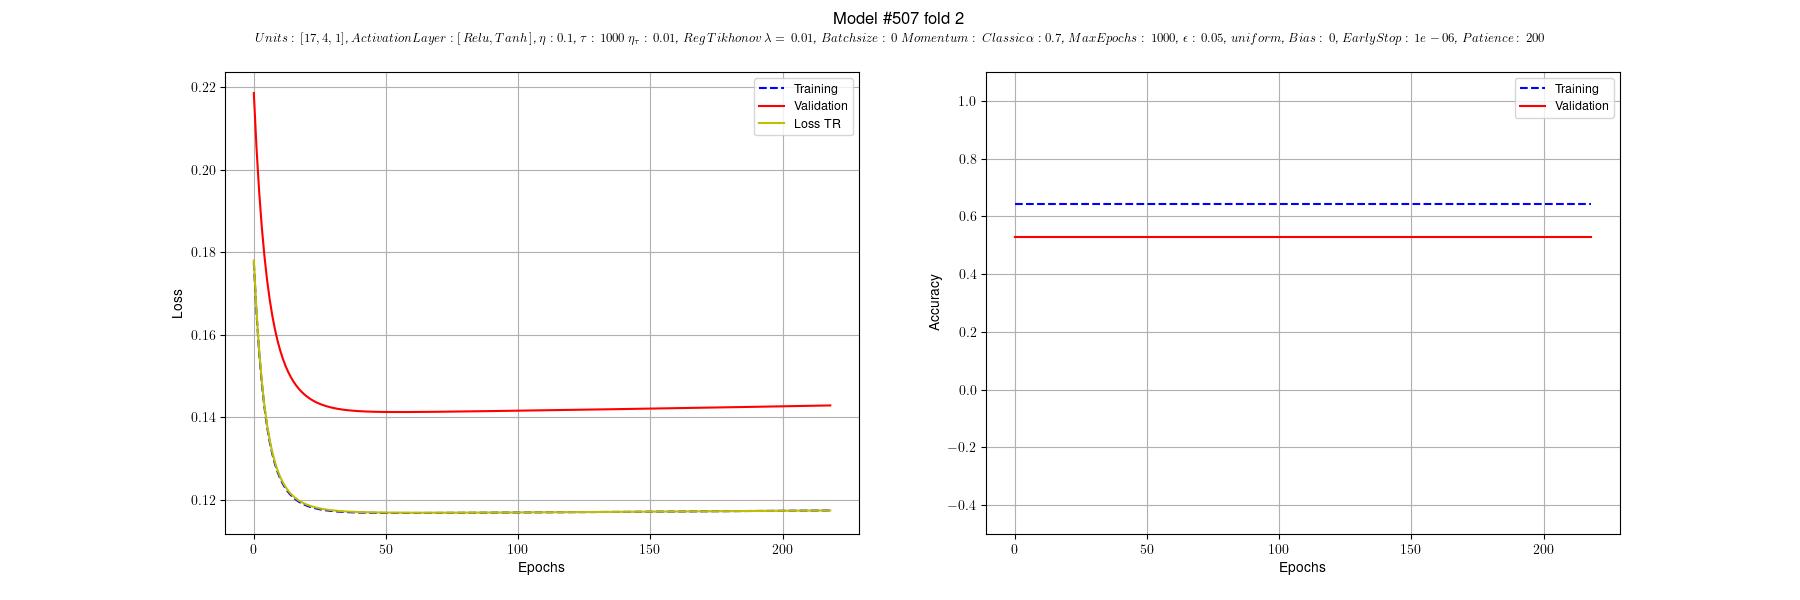 Model #507 fold 2
Units : [17, 4, 1], ActivationLayer : [ Relu, Tanh ], η : 0.1, τ : 1000 ητ : 0.01, RegTikhonov λ = 0.01, Batchsize : 0 Momentum : Classic α : 0.7, MaxEpochs : 1000, ϵ : 0.05, uniform, Bias : 0, EarlyStop : 1e − 06, Patience : 200
Training
Validation
Loss TR
0.22
0.20
0.18
0.16
0.14
0.12
Loss
0
50
100
150
200
Epochs
Training
Validation
1.0
0.8
0.6
0.4
0.2
0.0
−0.2
−0.4
Accuracy
0
50
100
150
200
Epochs